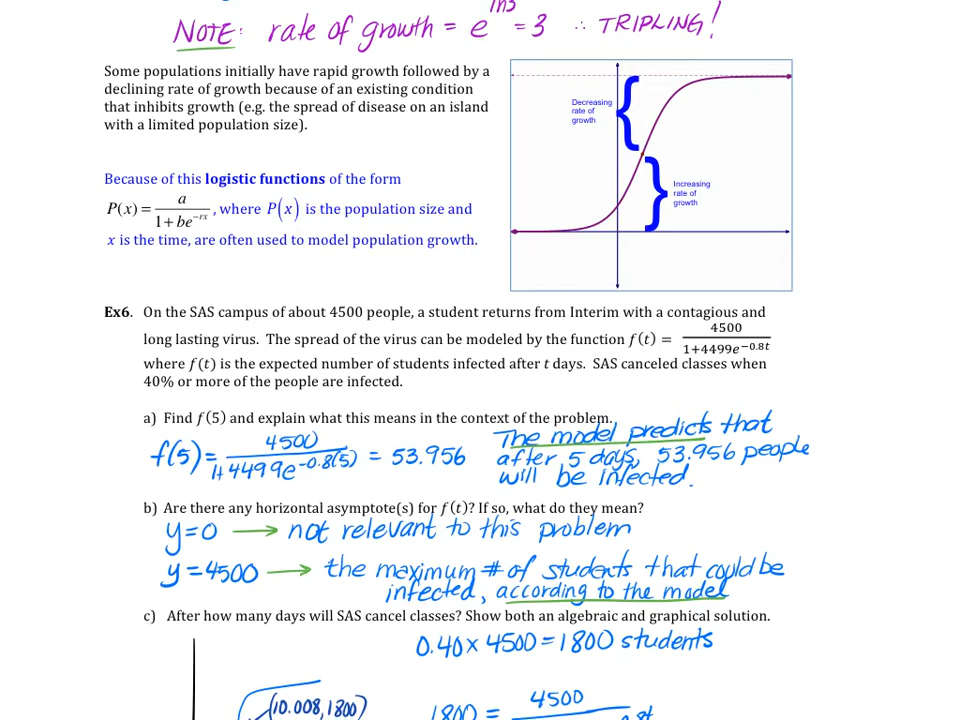 NOTE: rate of growth = e^ln3 = 3 ∴ TRIPLING!
Some populations initially have rapid growth followed by a
declining rate of growth because of an existing condition
that inhibits growth (e.g. the spread of disease on an island
with a limited population size).
Decreasing
rate of
growth
Increasing
rate of
growth
Because of this logistic functions of the form
P(x) = a / (1 + be^(-rx)), where P(x) is the population size and
x is the time, are often used to model population growth.
Ex6. On the SAS campus of about 4500 people, a student returns from Interim with a contagious and
long lasting virus. The spread of the virus can be modeled by the function f(t) = 4500 / (1+4499e^(-0.8t))
where f(t) is the expected number of students infected after t days. SAS canceled classes when
40% or more of the people are infected.
a) Find f(5) and explain what this means in the context of the problem.
f(5) = 4500 / (1+4499e^(-0.8(5))) = 53.956
The model predicts that
after 5 days, 53.956 people
will be infected.
b) Are there any horizontal asymptote(s) for f(t)? If so, what do they mean?
y=0 → not relevant to this problem
y=4500 → the maximum # of students that could be
infected, according to the model
c) After how many days will SAS cancel classes? Show both an algebraic and graphical solution.
0.40 x 4500 = 1800 students
(10.008, 1800)
1800 = 4500